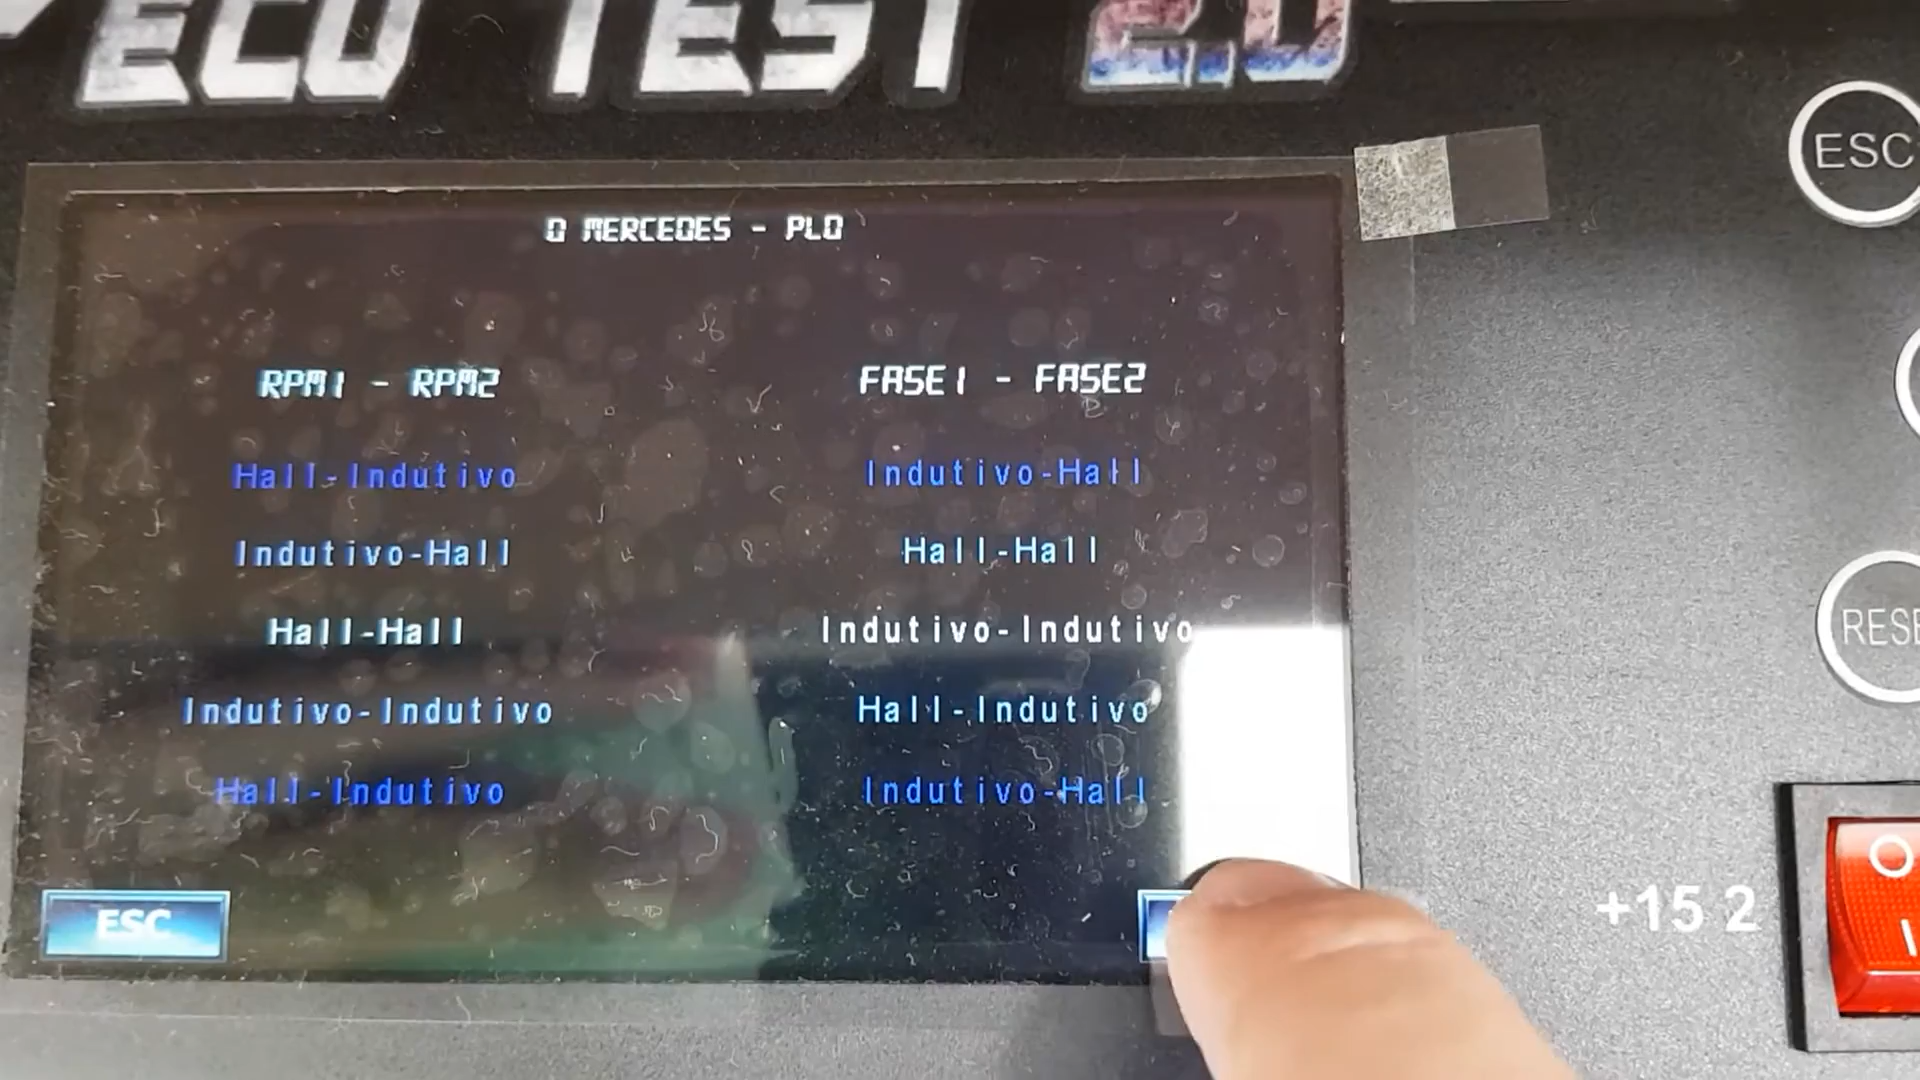 ECU TEST 2.0
ESC
0 MERCEDES - PLD
RPM1 - RPM2
FASE1 - FASE2
Hall-Indutivo
Indutivo-Hall
Indutivo-Hall
Hall-Hall
Hall-Hall
Indutivo-Indutivo
Indutivo-Indutivo
Hall-Indutivo
Hall-Indutivo
Indutivo-Hall
ESC
+15 2